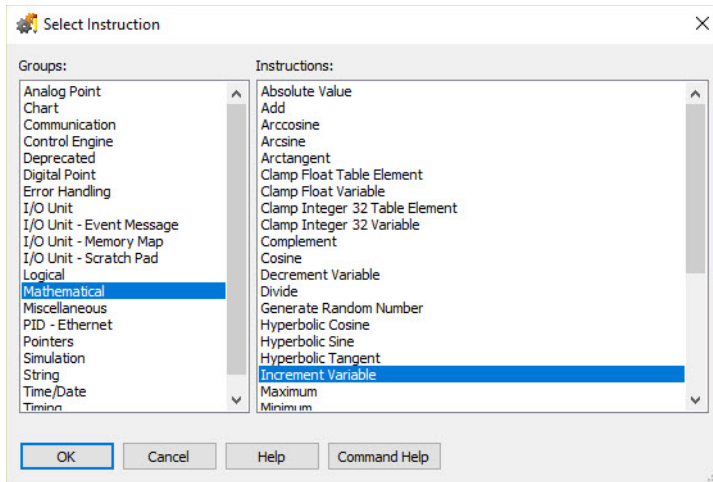 Select Instruction
Groups:
Analog Point
Chart
Communication
Control Engine
Deprecated
Digital Point
Error Handling
I/O Unit
I/O Unit - Event Message
I/O Unit - Memory Map
I/O Unit - Scratch Pad
Logical
Mathematical
Miscellaneous
PID - Ethernet
Pointers
Simulation
String
Time/Date
Timing
Instructions:
Absolute Value
Add
Arccosine
Arcsine
Arctangent
Clamp Float Table Element
Clamp Float Variable
Clamp Integer 32 Table Element
Clamp Integer 32 Variable
Complement
Cosine
Decrement Variable
Divide
Generate Random Number
Hyperbolic Cosine
Hyperbolic Sine
Hyperbolic Tangent
Increment Variable
Maximum
Minimum
OK
Cancel
Help
Command Help